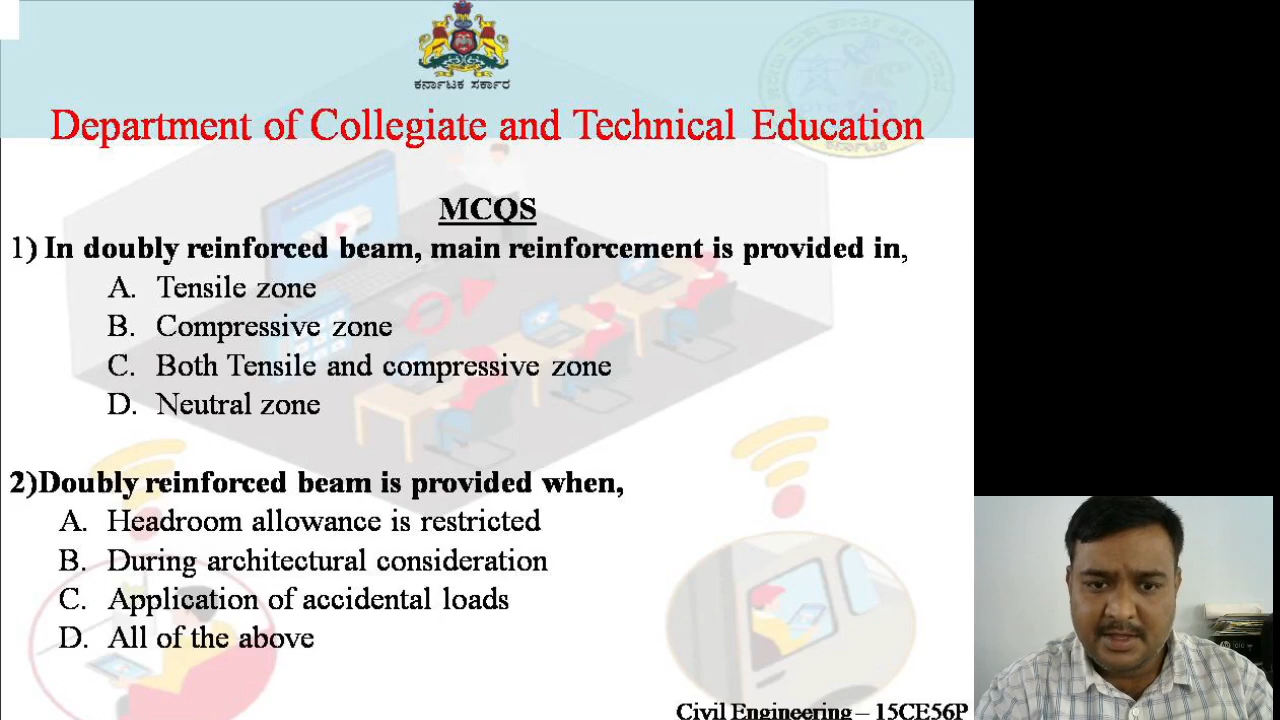 ಕರ್ನಾಟಕ ಸರ್ಕಾರ
Department of Collegiate and Technical Education
MCQS
1) In doubly reinforced beam, main reinforcement is provided in,
A. Tensile zone
B. Compressive zone
C. Both Tensile and compressive zone
D. Neutral zone
2)Doubly reinforced beam is provided when,
A. Headroom allowance is restricted
B. During architectural consideration
C. Application of accidental loads
D. All of the above
Civil Engineering – 15CE56P